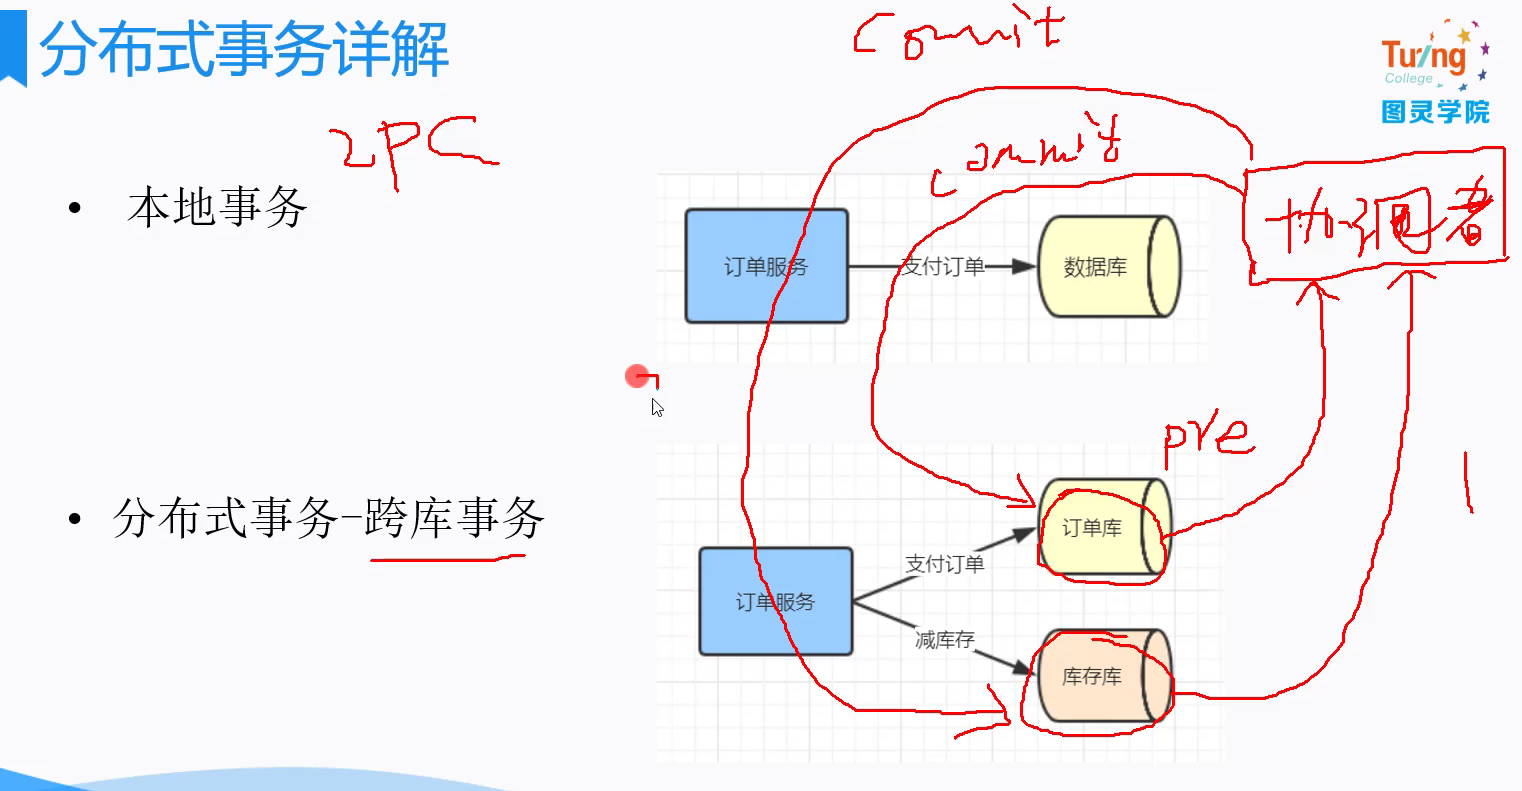 分布式事务详解
Comit
Turing
College
图灵学院
2PC
commit
• 本地事务
协调者
订单服务
支付订单
数据库
pre
• 分布式事务-跨库事务
订单服务
支付订单
减库存
订单库
库存库